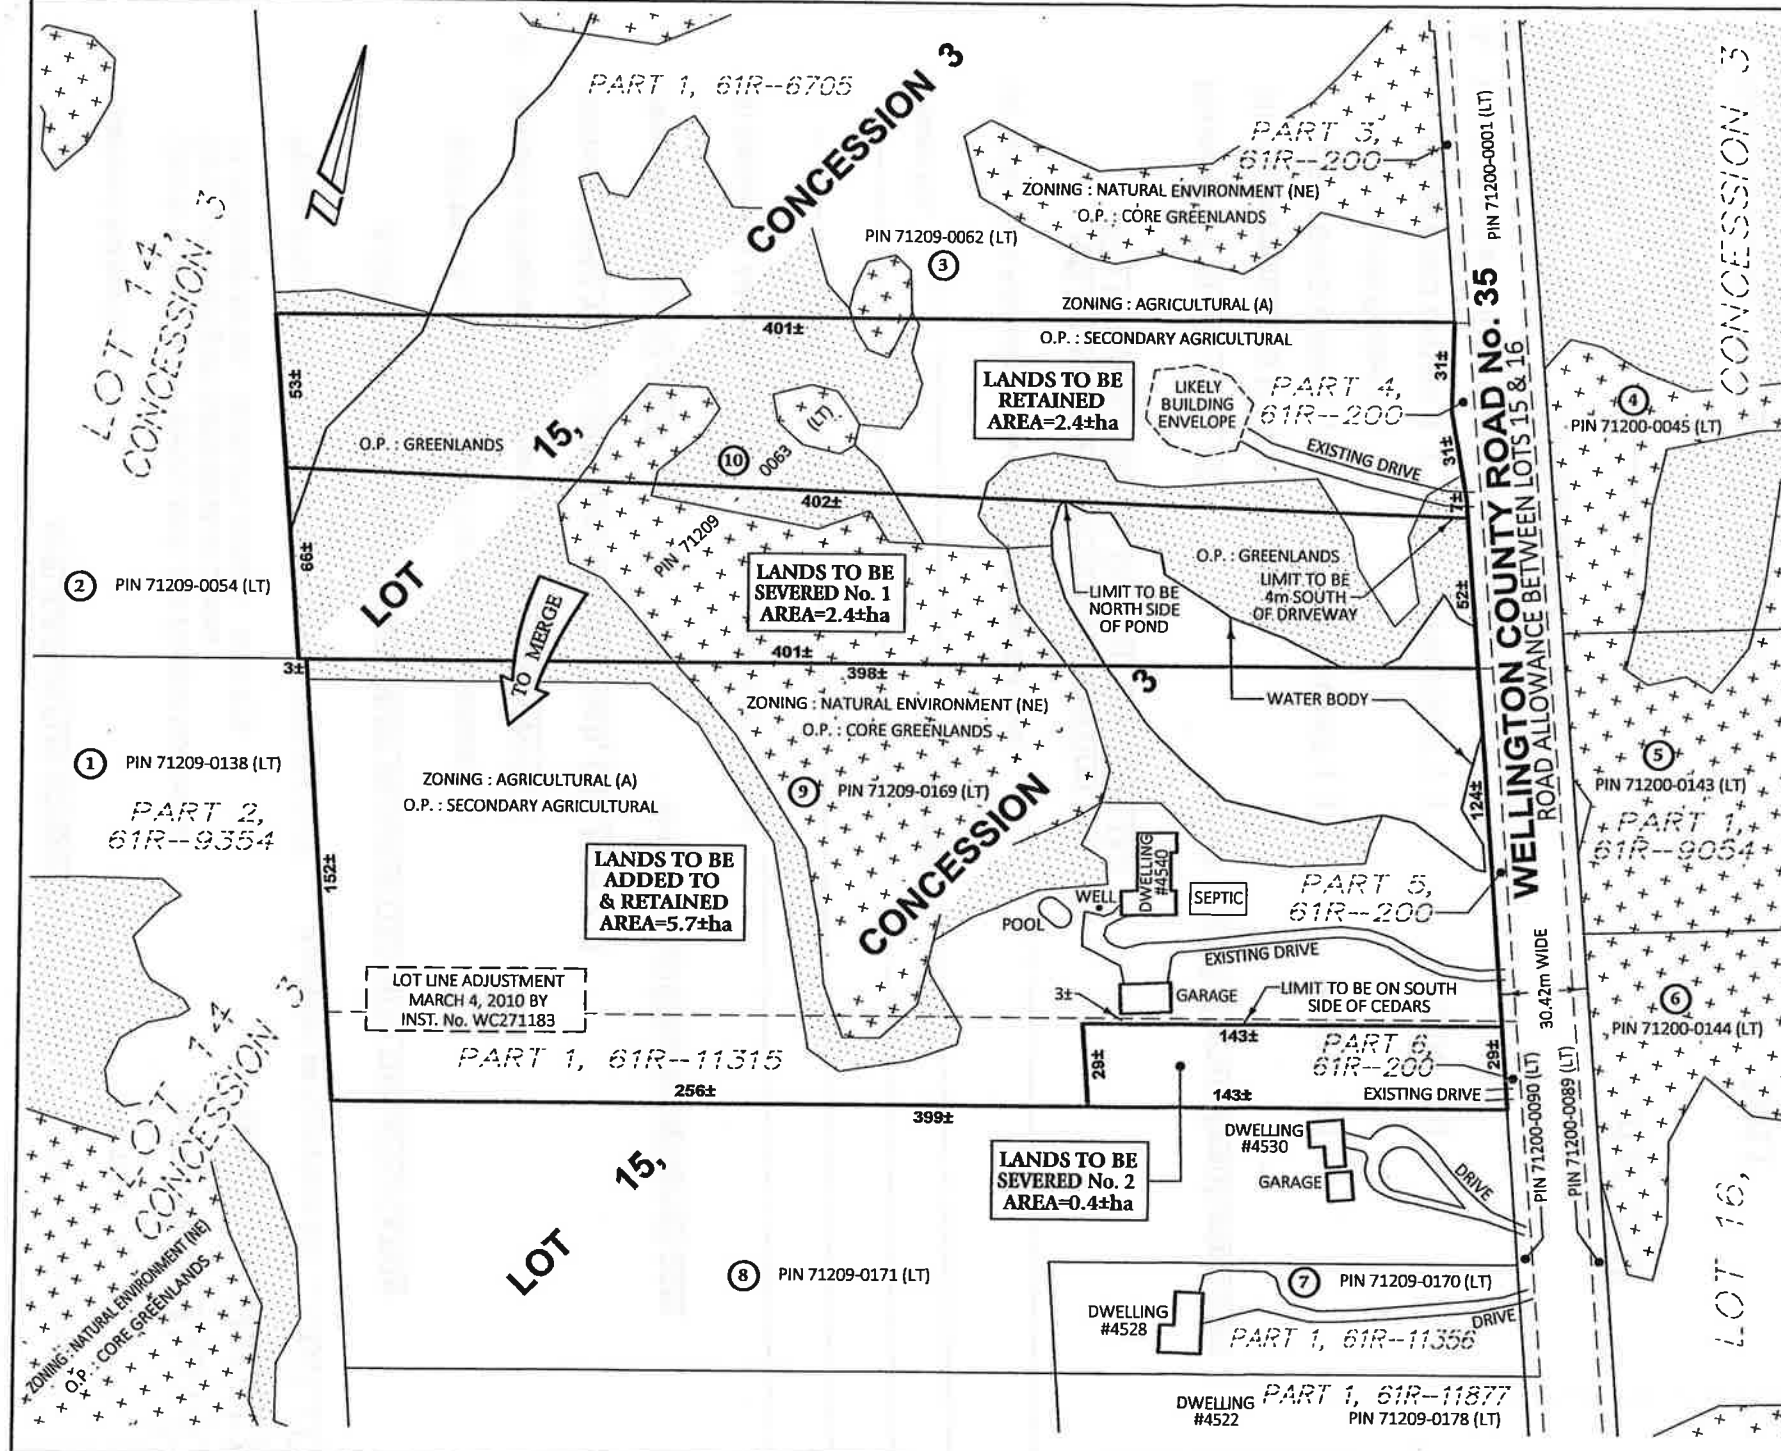 PART 1, 61R--6705
CONCESSION 3
LOT 14,
CONCESSION 3
PART 3,
61R--200
ZONING : NATURAL ENVIRONMENT (NE)
O.P. : CORE GREENLANDS
PIN 71200-0001 (LT)
CONCESSION 3
PIN 71209-0062 (LT)
3
ZONING : AGRICULTURAL (A)
O.P. : SECONDARY AGRICULTURAL
401±
53±
LANDS TO BE
RETAINED
AREA=2.4±ha
LIKELY
BUILDING
ENVELOPE
PART 4,
61R--200
31±
31±
EXISTING DRIVE
7±
WELLINGTON COUNTY ROAD No. 35
ROAD ALLOWANCE BETWEEN LOTS 15 & 16
4
PIN 71200-0045 (LT)
O.P. : GREENLANDS
15,
10
0063
(LT)
402±
66±
PIN 71209
LOT
2
PIN 71209-0054 (LT)
LANDS TO BE
SEVERED No. 1
AREA=2.4±ha
LIMIT TO BE
NORTH SIDE
OF POND
O.P. : GREENLANDS
LIMIT TO BE
4m SOUTH
OF DRIVEWAY
52±
TO MERGE
3±
401±
398±
3
WATER BODY
ZONING : NATURAL ENVIRONMENT (NE)
O.P. : CORE GREENLANDS
1
PIN 71209-0138 (LT)
PART 2,
61R--9354
ZONING : AGRICULTURAL (A)
O.P. : SECONDARY AGRICULTURAL
9
PIN 71209-0169 (LT)
124±
5
PIN 71200-0143 (LT)
PART 1,
61R--9054
CONCESSION
152±
LANDS TO BE
ADDED TO
& RETAINED
AREA=5.7±ha
DWELLING
#4540
WELL
SEPTIC
POOL
PART 5,
61R--200
EXISTING DRIVE
30.42m WIDE
LOT LINE ADJUSTMENT
MARCH 4, 2010 BY
INST. No. WC271183
3±
GARAGE
LIMIT TO BE ON SOUTH
SIDE OF CEDARS
6
PIN 71200-0144 (LT)
LOT 14
CONCESSION 3
PART 1, 61R--11315
143±
PART 6,
61R--200
29±
29±
256±
143±
EXISTING DRIVE
399±
PIN 71200-0090 (LT)
PIN 71200-0089 (LT)
DWELLING
#4530
GARAGE
DRIVE
LANDS TO BE
SEVERED No. 2
AREA=0.4±ha
15,
LOT
LOT 16,
ZONING : NATURAL ENVIRONMENT (NE)
O.P. : CORE GREENLANDS
8
PIN 71209-0171 (LT)
7
PIN 71209-0170 (LT)
DWELLING
#4528
DRIVE
PART 1, 61R--11356
DWELLING
#4522
PART 1, 61R--11877
PIN 71209-0178 (LT)